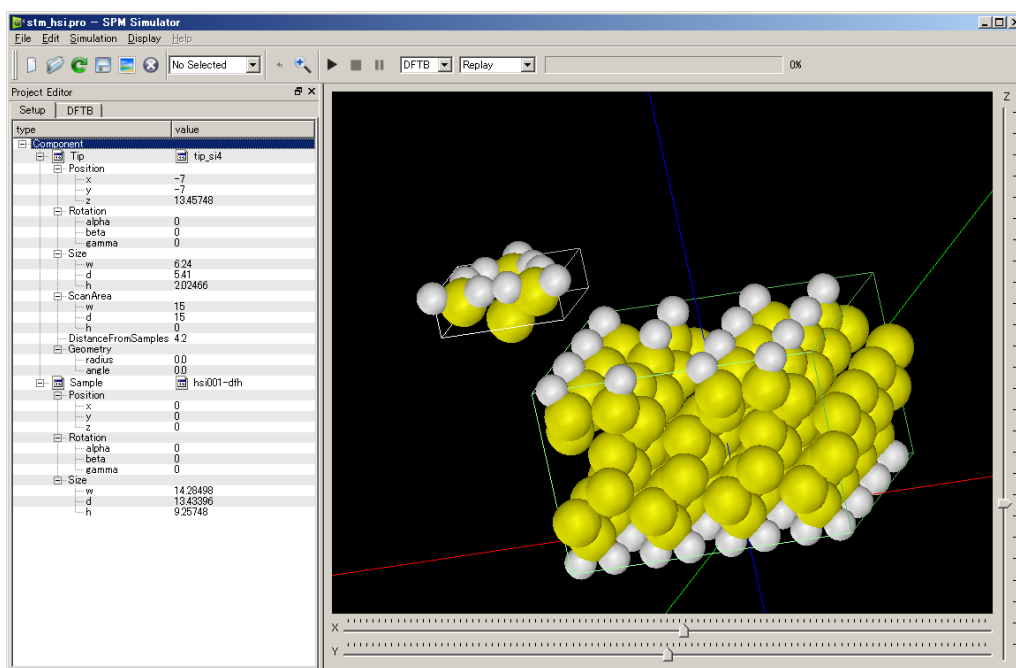 stm_hsi.pro - SPM Simulator
File Edit Simulation Display Help
No Selected DFTB Replay 0%
Project Editor
Setup DFTB
type value
Component
Tip tip_si4
Position
x -7
y -7
z 13.45748
Rotation
alpha 0
beta 0
gamma 0
Size
w 6.24
d 5.41
h 2.02466
ScanArea
w 15
d 15
h 0
DistanceFromSamples 4.2
Geometry
radius 0.0
angle 0.0
Sample hsi001-dfh
Position
x 0
y 0
z 0
Rotation
alpha 0
beta 0
gamma 0
Size
w 14.28498
d 13.43396
h 9.25748
Z
X
Y